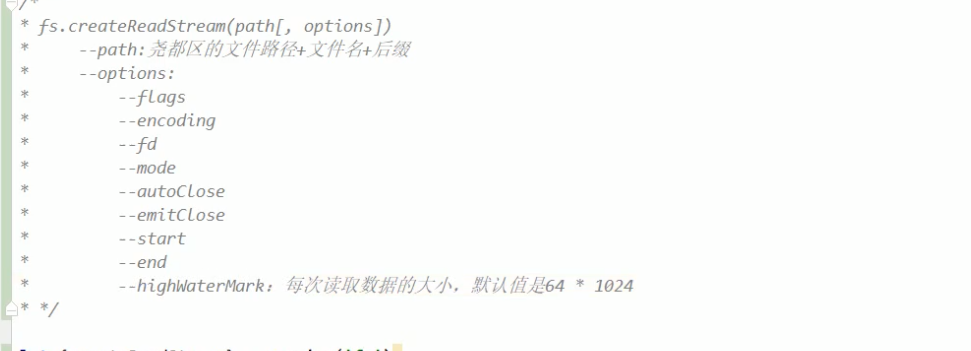 /*
* fs.createReadStream(path[, options])
* --path:尧都区的文件路径+文件名+后缀
* --options:
* --flags
* --encoding
* --fd
* --mode
* --autoClose
* --emitClose
* --start
* --end
* --highWaterMark：每次读取数据的大小，默认值是64 * 1024
* */